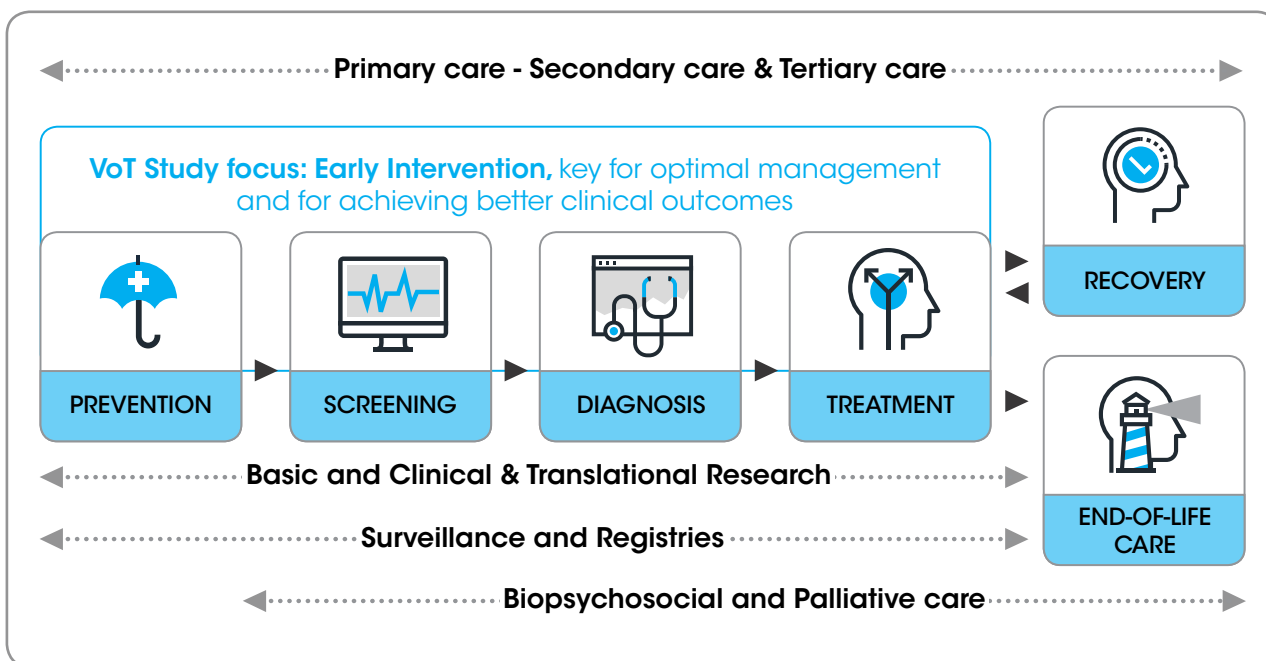 Primary care - Secondary care & Tertiary care
VoT Study focus: Early Intervention, key for optimal management
and for achieving better clinical outcomes
PREVENTION
SCREENING
DIAGNOSIS
TREATMENT
RECOVERY
END-OF-LIFE
CARE
Basic and Clinical & Translational Research
Surveillance and Registries
Biopsychosocial and Palliative care